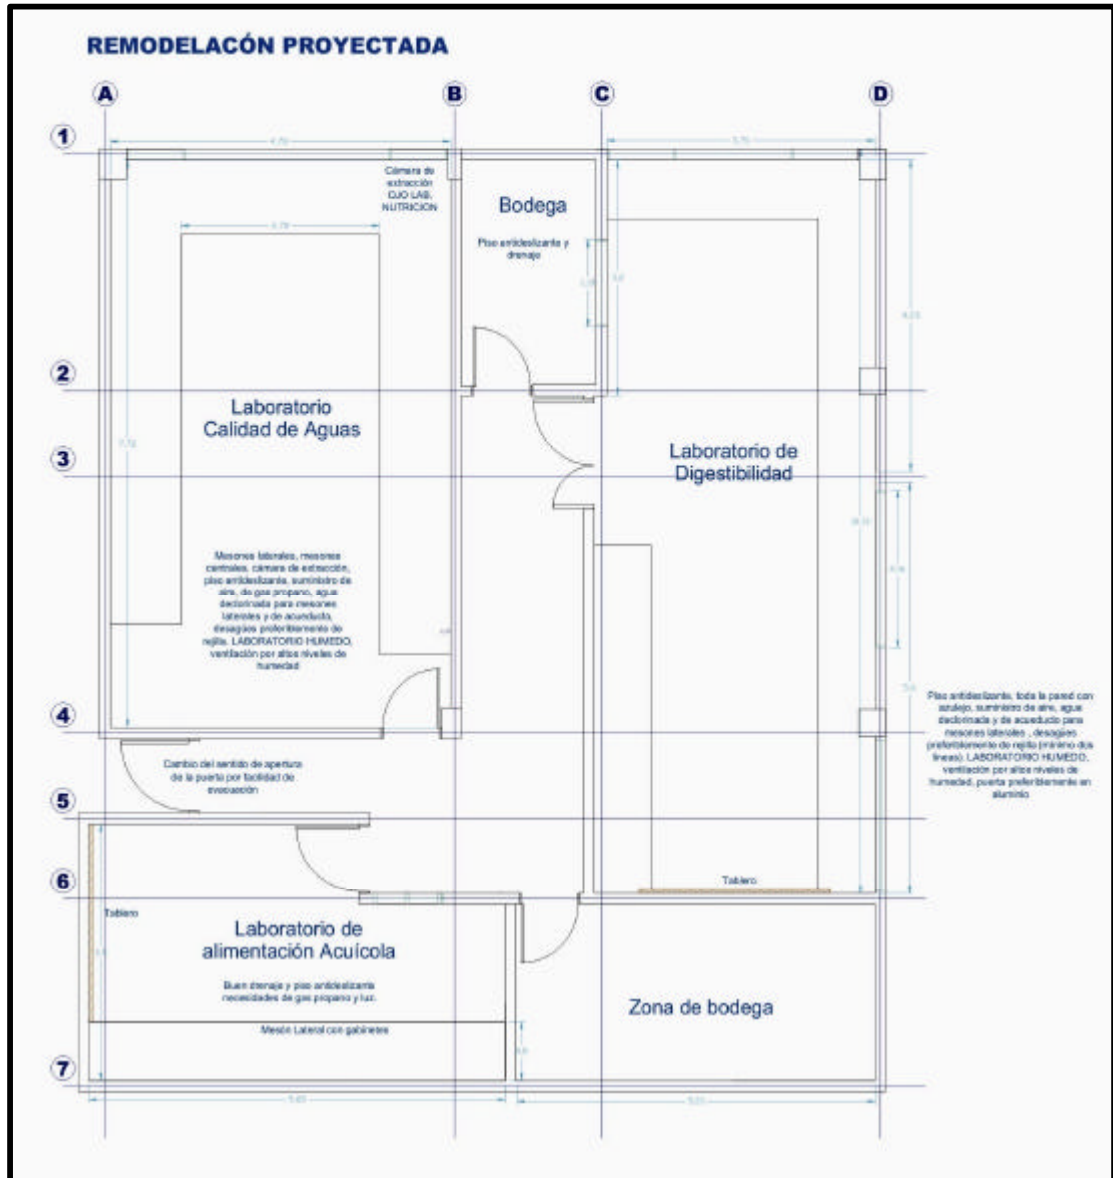 REMODELACÓN PROYECTADA
A
B
C
D
1
2
3
4
5
6
7
4.70
3.75
Cámara de
extracción
OJO LAB.
NUTRICION
Bodega
Piso antideslizante y
drenaje
Laboratorio
Calidad de Aguas
Laboratorio de
Digestibilidad
Mesones laterales, mesones
centrales, cámara de extracción,
piso antideslizante, suministro de
aire, de gas propano, agua
declorinada para mesones
laterales y de acueducto,
desagües preferiblemente de
rejilla. LABORATORIO HUMEDO,
ventilación por altos niveles de
humedad
Piso antideslizante, toda la pared con
azulejo, suministro de aire, agua
declorinada y de acueducto para
mesones laterales , desagües
preferiblemente de rejilla (mínimo dos
líneas). LABORATORIO HUMEDO,
ventilación por altos niveles de
humedad, puerta preferiblemente en
aluminio
Cambio del sentido de apertura
de la puerta por facilidad de
evacuación
Tablero
Tablero
Laboratorio de
alimentación Acuícola
Buen drenaje y piso antideslizante
necesidades de gas propano y luz.
Mesón Lateral con gabinetes
Zona de bodega